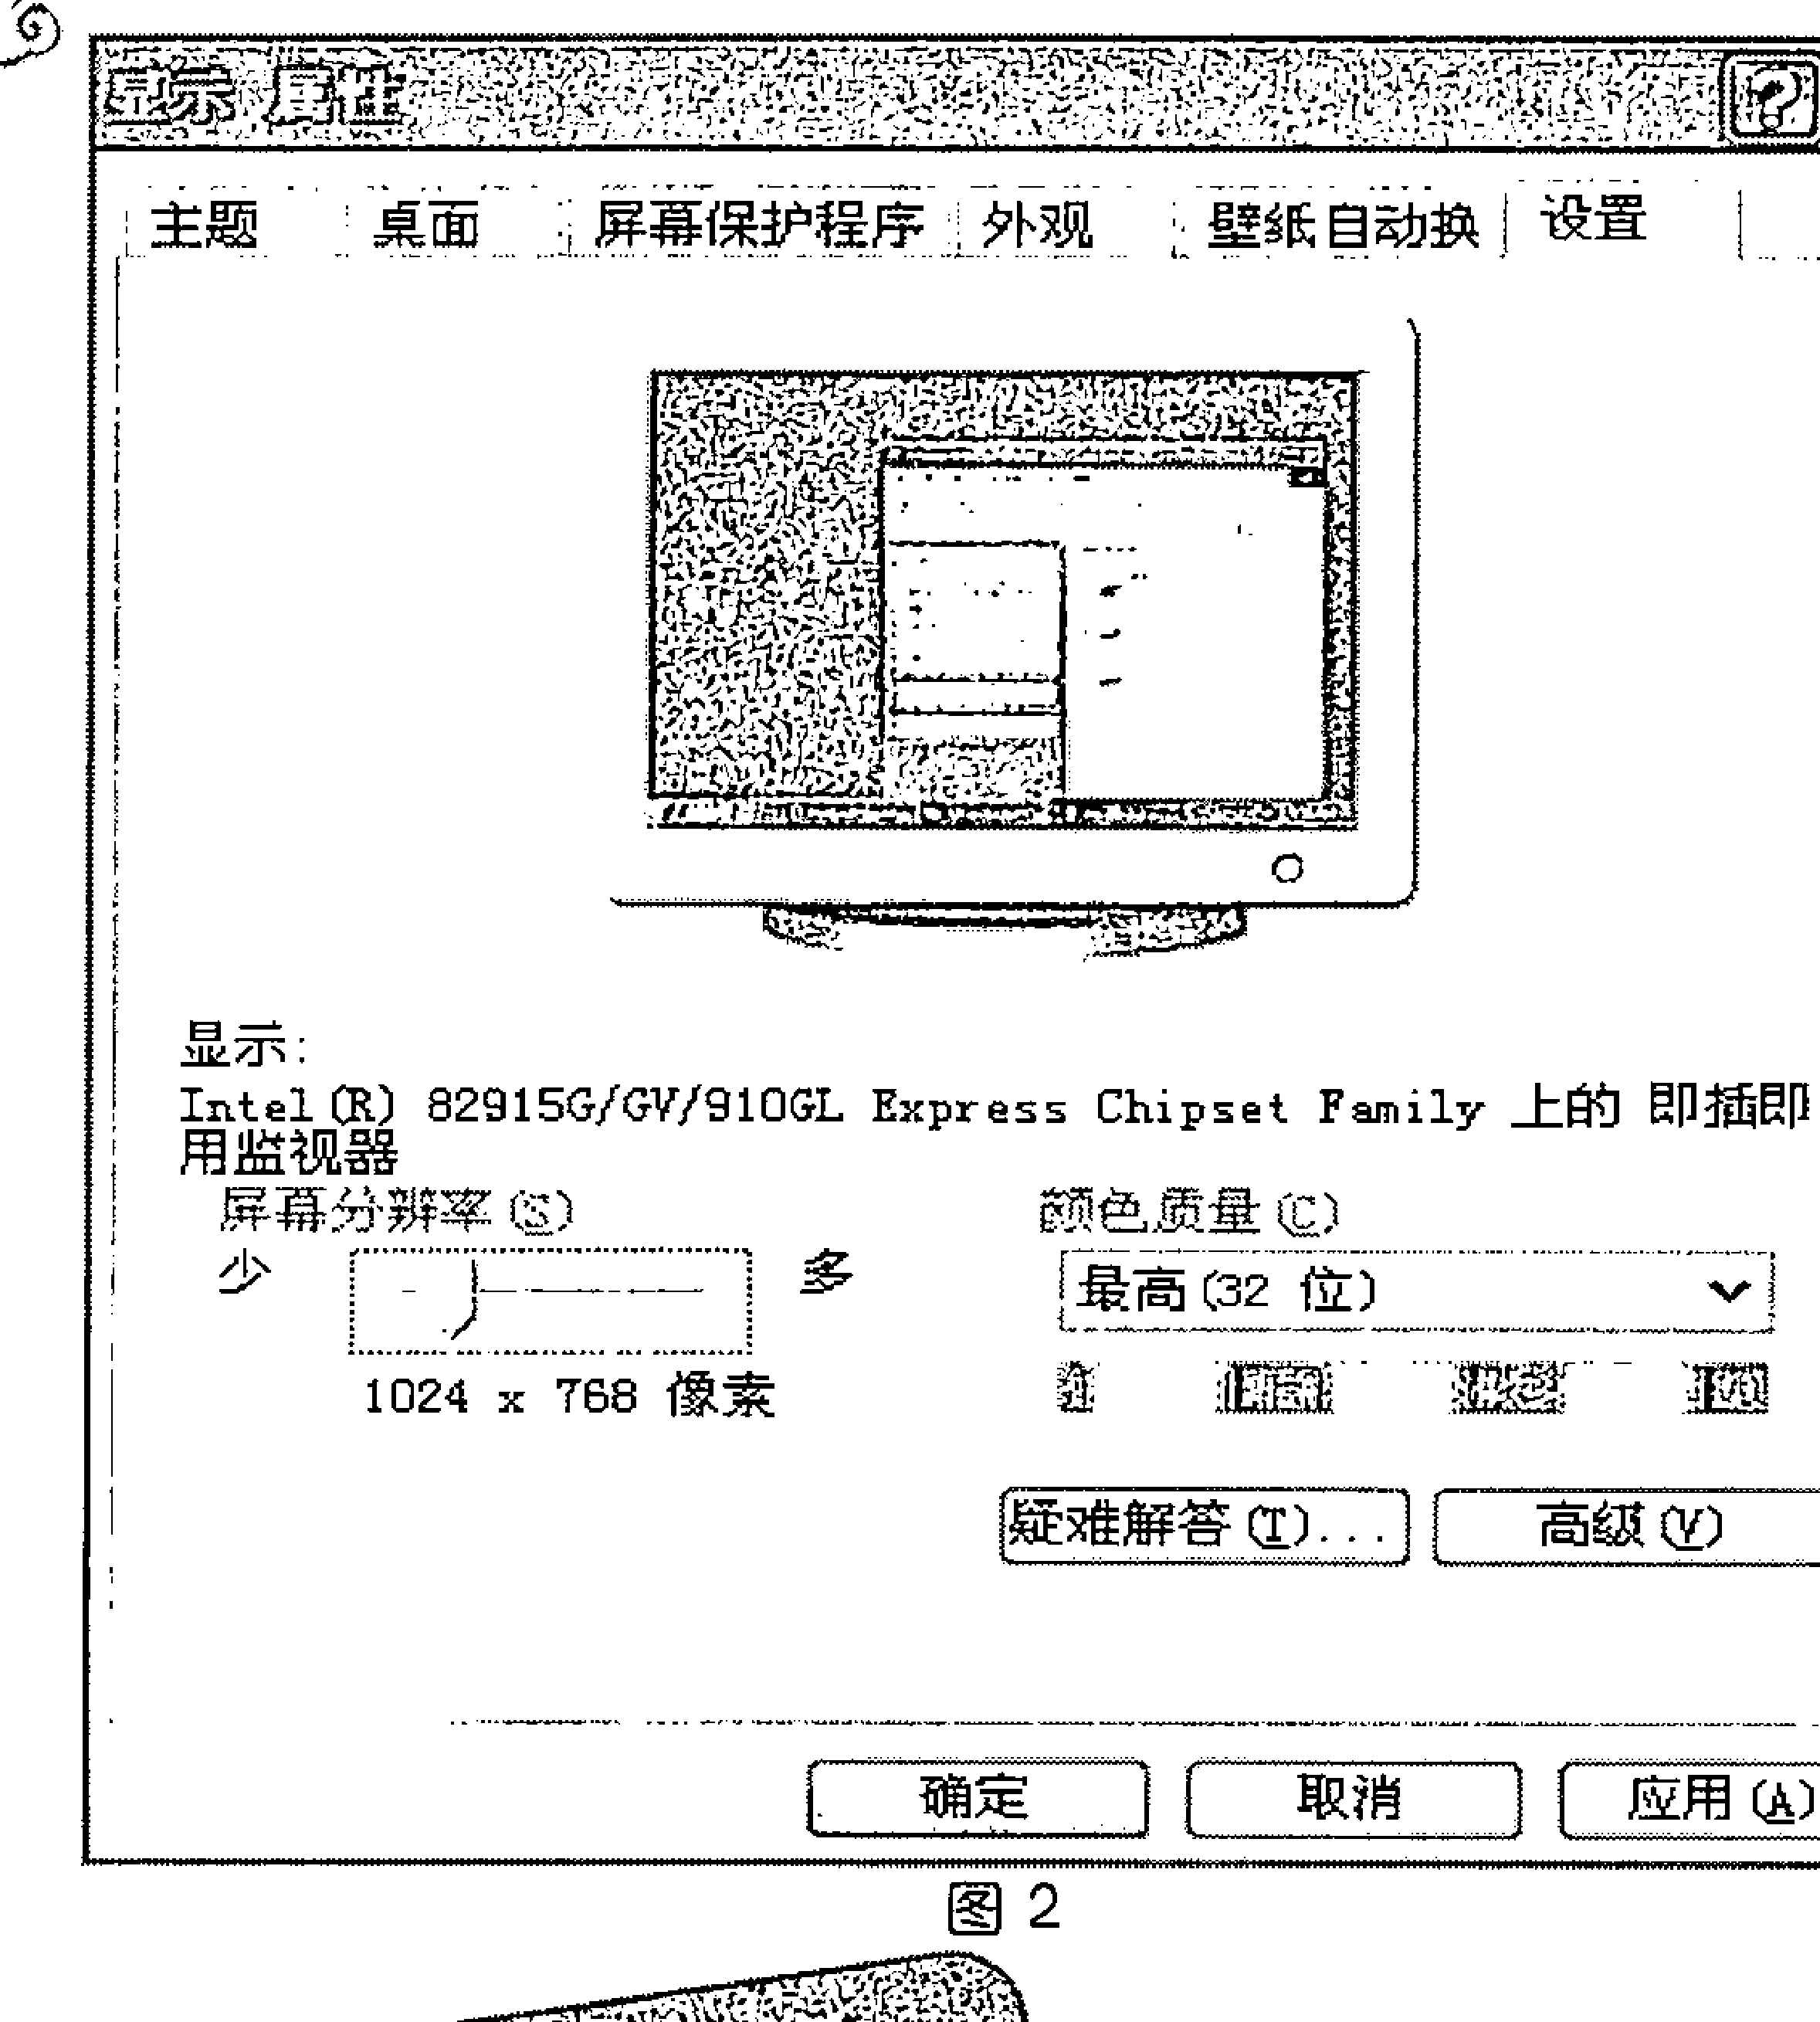 显示 属性
主题 桌面 屏幕保护程序 外观 壁纸自动换 设置
显示:
Intel(R) 82915G/GV/910GL Express Chipset Family 上的 即插即
用监视器
屏幕分辨率(S) 颜色质量(C)
少 多 最高(32 位)
1024 x 768 像素
疑难解答(T)... 高级(V)
确定 取消 应用(A)
图 2